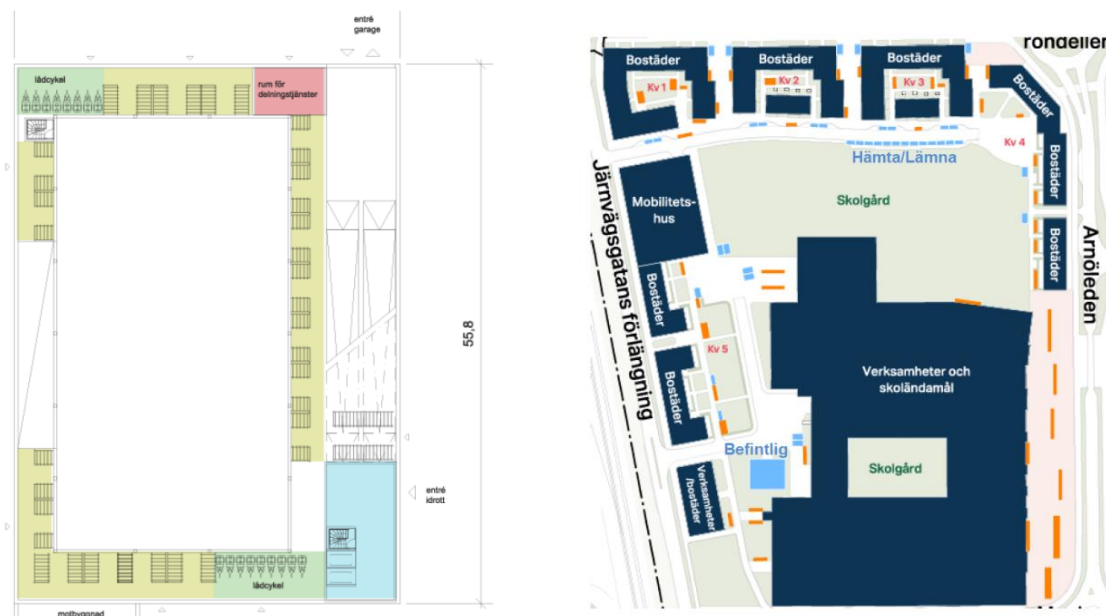 entré
garage
lådcykel
rum för
delningstjänster
55,8
entré
idrott
lådcykel
motbyggnad
rondeller
Bostäder
Bostäder
Bostäder
Kv 1
Kv 2
Kv 3
Bostäder
Kv 4
Hämta/Lämna
Bostäder
Skolgård
Mobilitets-
hus
Järnvägsgatans förlängning
Bostäder
Arnöleden
Bostäder
Kv 5
Bostäder
Verksamheter och
skoländamål
Befintlig
Skolgård
Verksamheter
/bostäder